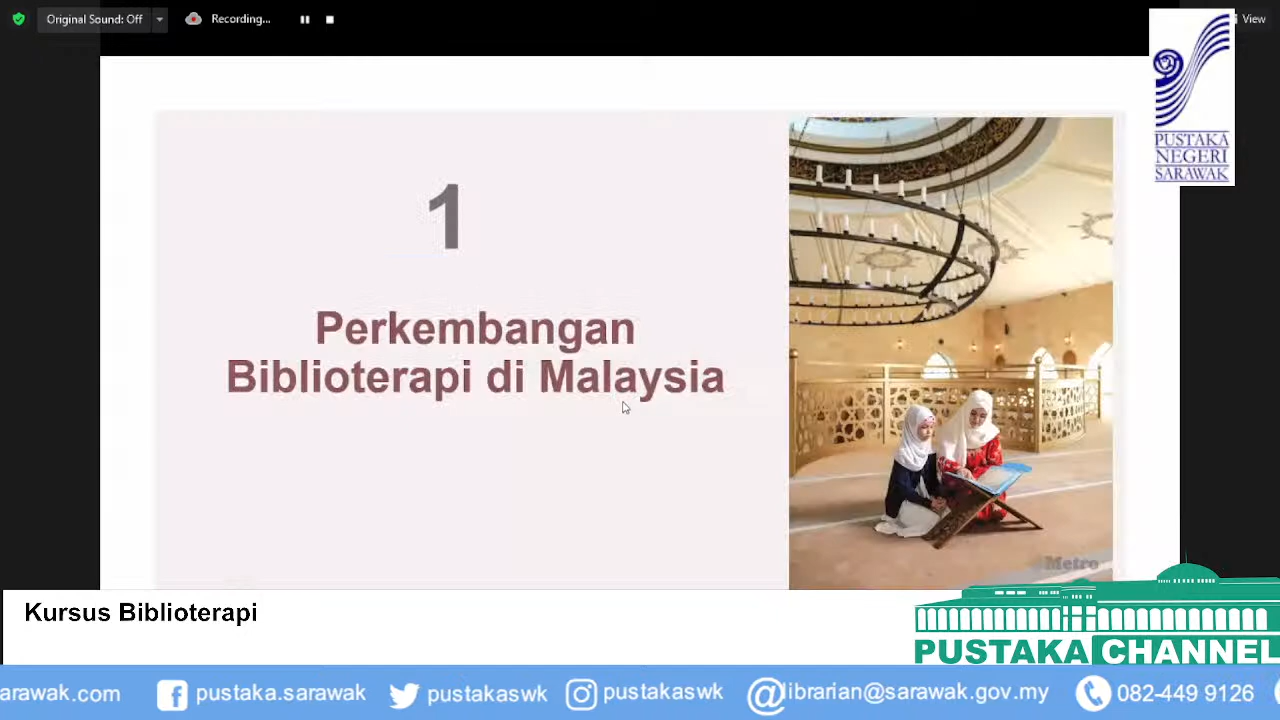 Original Sound: Off
Recording...
View
PUSTAKA
NEGERI
SARAWAK
1
Perkembangan
Biblioterapi di Malaysia
Metro
Kursus Biblioterapi
PUSTAKA CHANNEL
arawak.com
pustaka.sarawak
pustakaswk
pustakaswk
@librarian@sarawak.gov.my
082-449 9126